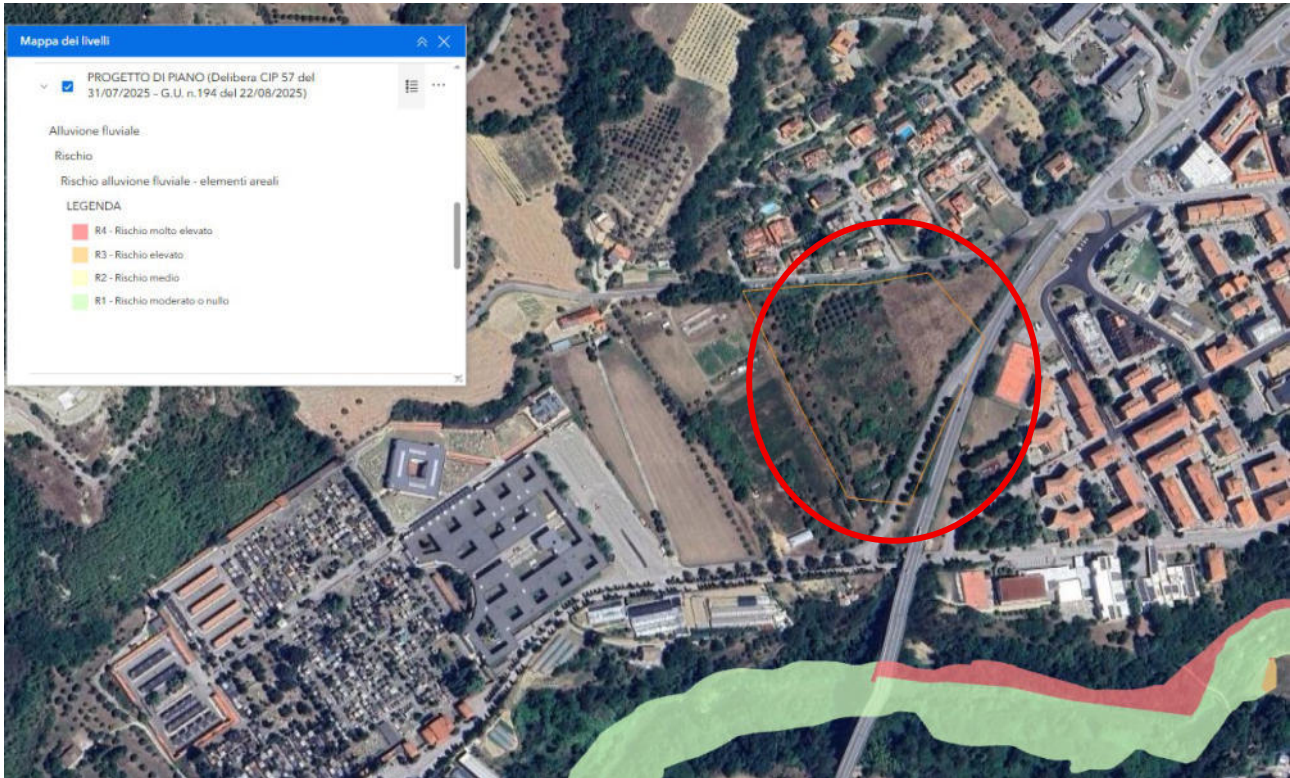 Mappa dei livelli
PROGETTO DI PIANO (Delibera CIP 57 del
31/07/2025 - G.U. n.194 del 22/08/2025)
Alluvione fluviale
Rischio
Rischio alluvione fluviale - elementi areali
LEGENDA
R4 - Rischio molto elevato
R3 - Rischio elevato
R2 - Rischio medio
R1 - Rischio moderato o nullo